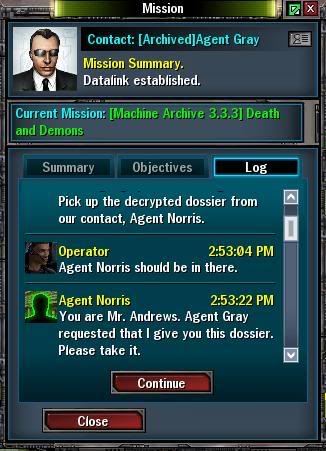 Mission
Contact: [Archived]Agent Gray
Mission Summary.
Datalink established.
Current Mission: [Machine Archive 3.3.3] Death
and Demons
Summary
Objectives
Log
Pick up the decrypted dossier from
our contact, Agent Norris.
Operator 2:53:04 PM
Agent Norris should be in there.
Agent Norris 2:53:22 PM
You are Mr. Andrews. Agent Gray
requested that I give you this dossier.
Please take it.
Continue
Close